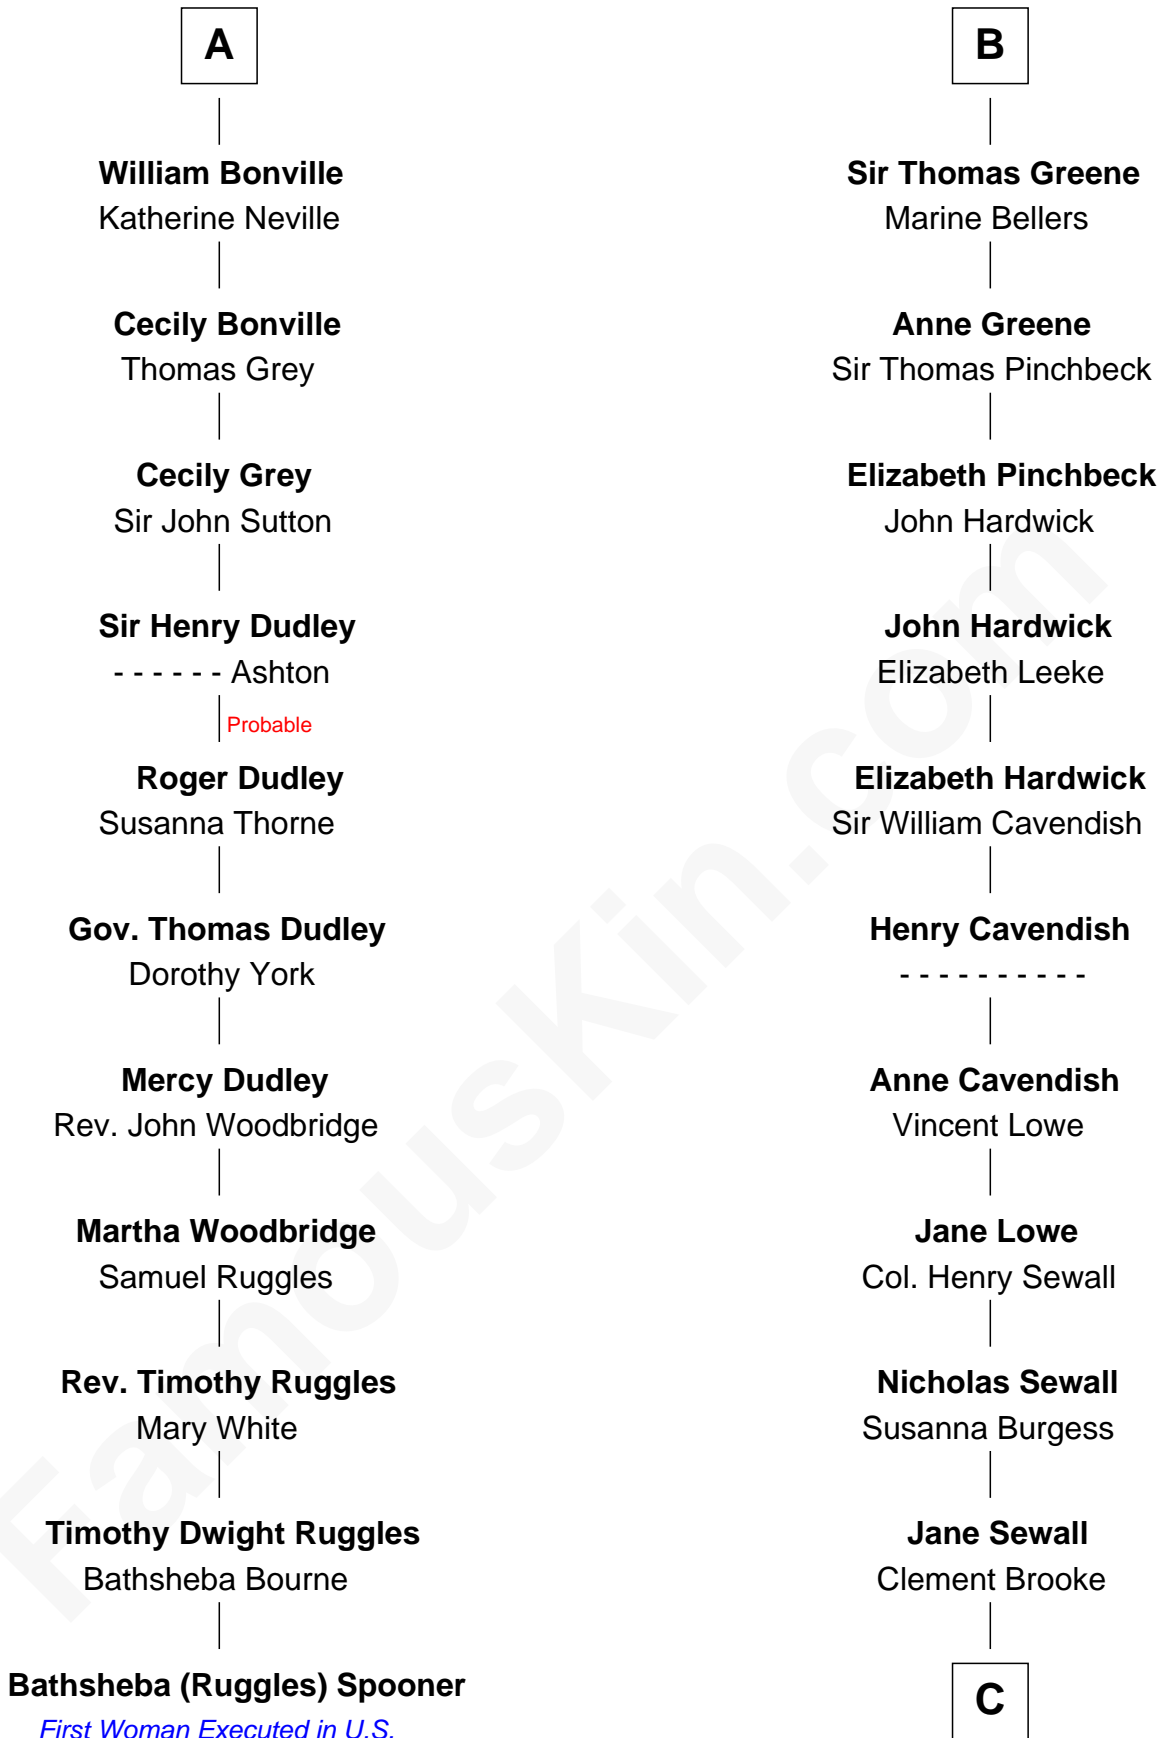 A
William Bonville
Katherine Neville
Cecily Bonville
Thomas Grey
Cecily Grey
Sir John Sutton
Sir Henry Dudley
- - - - - - Ashton
Probable
Roger Dudley
Susanna Thorne
Gov. Thomas Dudley
Dorothy York
Mercy Dudley
Rev. John Woodbridge
Martha Woodbridge
Samuel Ruggles
Rev. Timothy Ruggles
Mary White
Timothy Dwight Ruggles
Bathsheba Bourne
Bathsheba (Ruggles) Spooner
First Woman Executed in U.S.
B
Sir Thomas Greene
Marine Bellers
Anne Greene
Sir Thomas Pinchbeck
Elizabeth Pinchbeck
John Hardwick
John Hardwick
Elizabeth Leeke
Elizabeth Hardwick
Sir William Cavendish
Henry Cavendish
- - - - - - - - - -
Anne Cavendish
Vincent Lowe
Jane Lowe
Col. Henry Sewall
Nicholas Sewall
Susanna Burgess
Jane Sewall
Clement Brooke
C
FamousKin.com